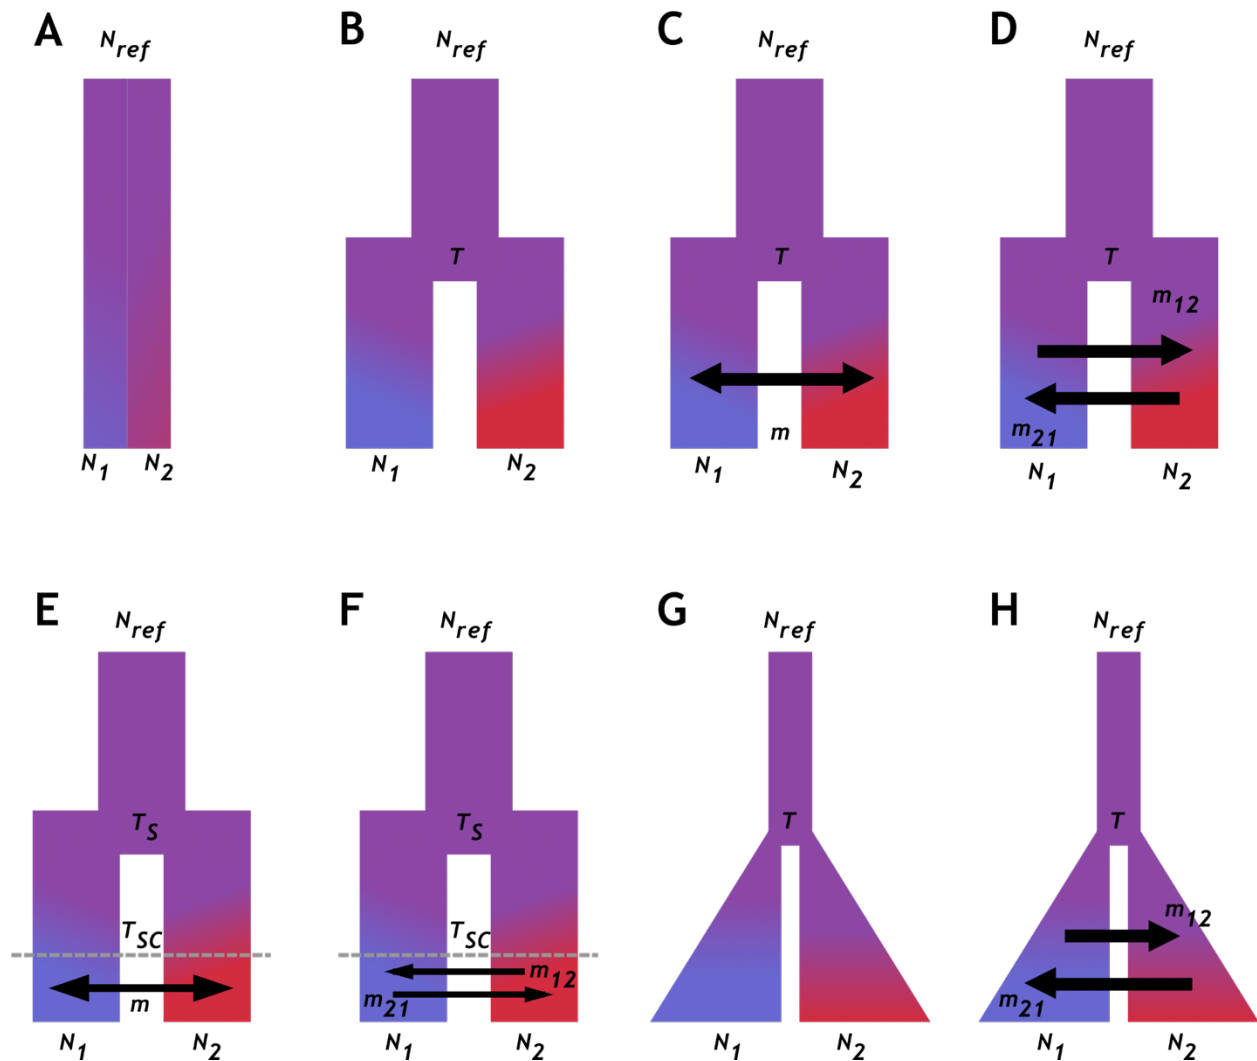 A
N_ref
N_1 N_2
B
N_ref
T
N_1 N_2
C
N_ref
T
m
N_1 N_2
D
N_ref
T
m_12
m_21
N_1 N_2
E
N_ref
T_S
T_SC
m
N_1 N_2
F
N_ref
T_S
T_SC
m_12
m_21
N_1 N_2
G
N_ref
T
N_1 N_2
H
N_ref
T
m_12
m_21
N_1 N_2